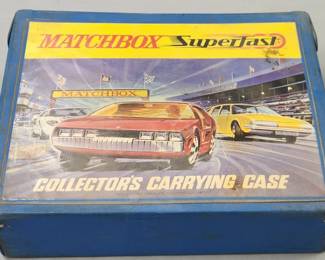 MATCHBOX Superfast
MATCHBOX
COLLECTOR'S CARRYING CASE